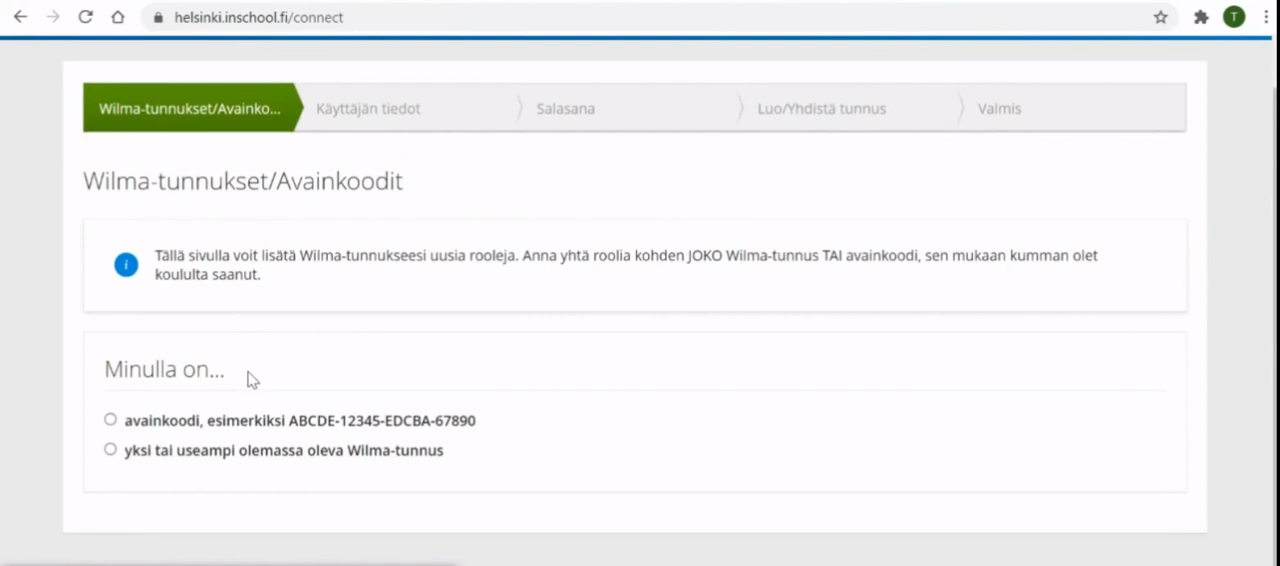 helsinki.inschool.fi/connect
T
Wilma-tunnukset/Avainko... Käyttäjän tiedot Salasana Luo/Yhdistä tunnus Valmis
Wilma-tunnukset/Avainkoodit
i
Tällä sivulla voit lisätä Wilma-tunnukseesi uusia rooleja. Anna yhtä roolia kohden JOKO Wilma-tunnus TAI avainkoodi, sen mukaan kumman olet
koululta saanut.
Minulla on...
avainkoodi, esimerkiksi ABCDE-12345-EDCBA-67890
yksi tai useampi olemassa oleva Wilma-tunnus